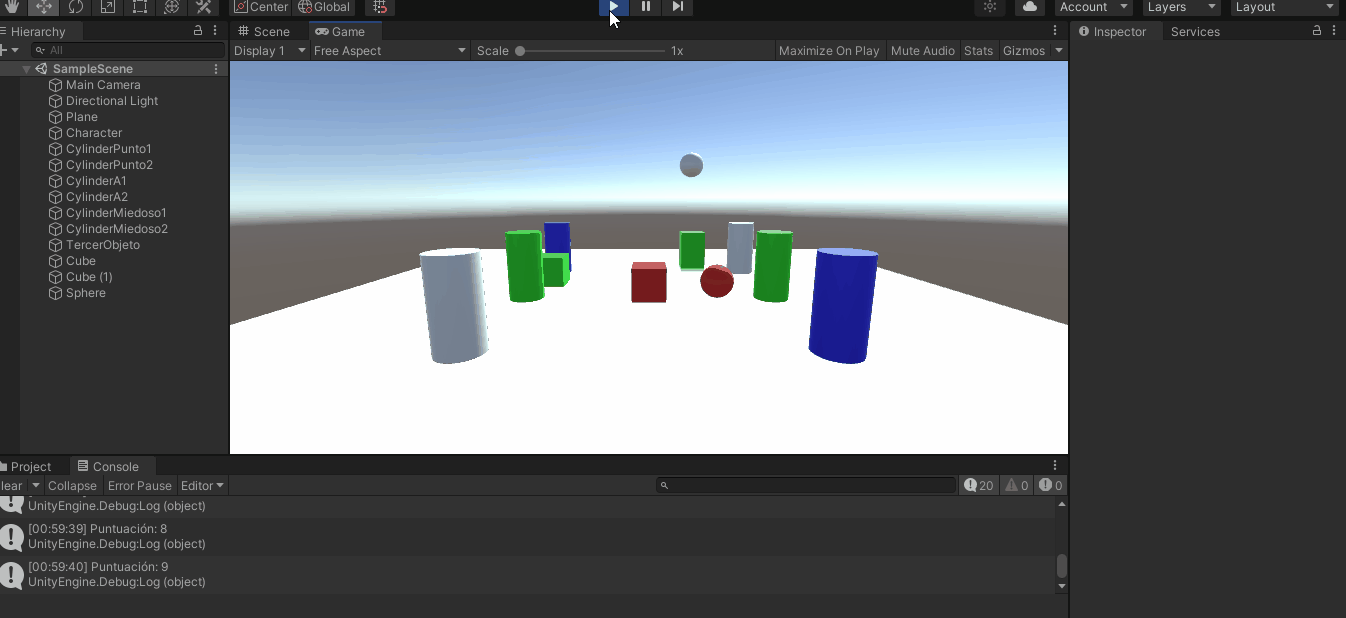 Center Global Account Layers Layout
Hierarchy Scene Game Inspector Services
All Display 1 Free Aspect Scale 1x Maximize On Play Mute Audio Stats Gizmos
SampleScene
Main Camera
Directional Light
Plane
Character
CylinderPunto1
CylinderPunto2
CylinderA1
CylinderA2
CylinderMiedoso1
CylinderMiedoso2
TercerObjeto
Cube
Cube (1)
Sphere
Project Console
lear Collapse Error Pause Editor 20 0 0
UnityEngine.Debug:Log (object)
[00:59:39] Puntuación: 8
UnityEngine.Debug:Log (object)
[00:59:40] Puntuación: 9
UnityEngine.Debug:Log (object)